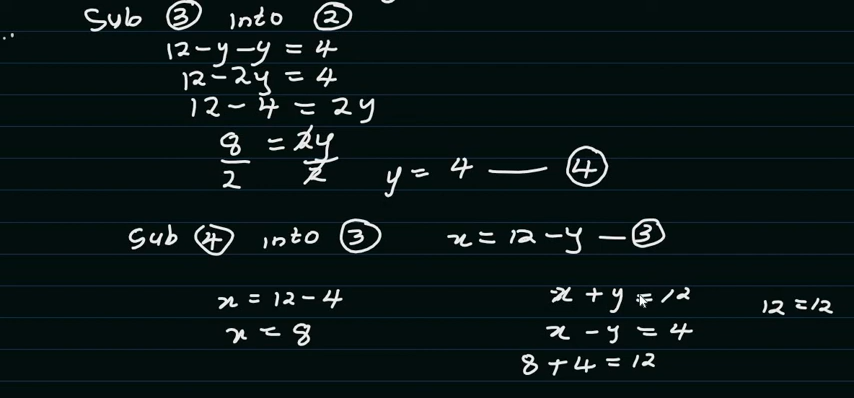 Sub ③ into ②
12 - y - y = 4
12 - 2y = 4
12 - 4 = 2y
8/2 = 2y/2
y = 4 — ④
Sub ④ into ③
x = 12 - y — ③
x = 12 - 4
x = 8
x + y = 12
x - y = 4
8 + 4 = 12
12 = 12